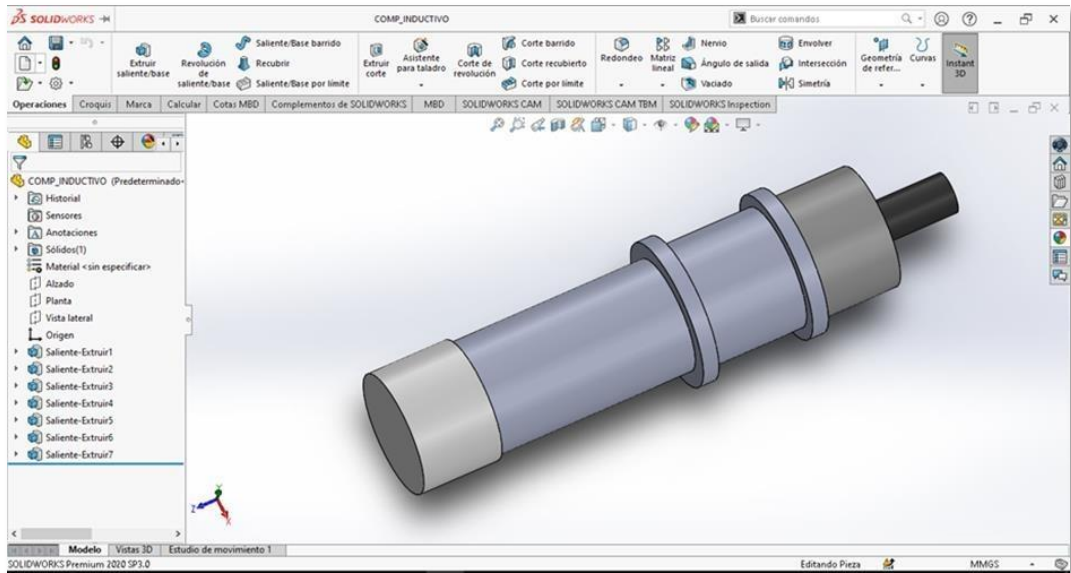 SOLIDWORKS
COMP_INDUCTIVO
Buscar comandos
Extruir saliente/base
Revolución de saliente/base
Saliente/Base barrido
Recubrir
Saliente/Base por límite
Extruir corte
Asistente para taladro
Corte de revolución
Corte barrido
Corte recubierto
Corte por límite
Redondeo
Matriz lineal
Nervio
Ángulo de salida
Vaciado
Envolver
Intersección
Simetría
Geometría de refer...
Curvas
Instant 3D
Operaciones
Croquis
Marca
Calcular
Cotas MBD
Complementos de SOLIDWORKS
MBD
SOLIDWORKS CAM
SOLIDWORKS CAM TBM
SOLIDWORKS Inspection
COMP_INDUCTIVO (Predeterminado
Historial
Sensores
Anotaciones
Sólidos(1)
Material <sin especificar>
Alzado
Planta
Vista lateral
Origen
Saliente-Extruir1
Saliente-Extruir2
Saliente-Extruir3
Saliente-Extruir4
Saliente-Extruir5
Saliente-Extruir6
Saliente-Extruir7
Z
X
Modelo
Vistas 3D
Estudio de movimiento 1
SOLIDWORKS Premium 2020 SP3.0
Editando Pieza
MMGS